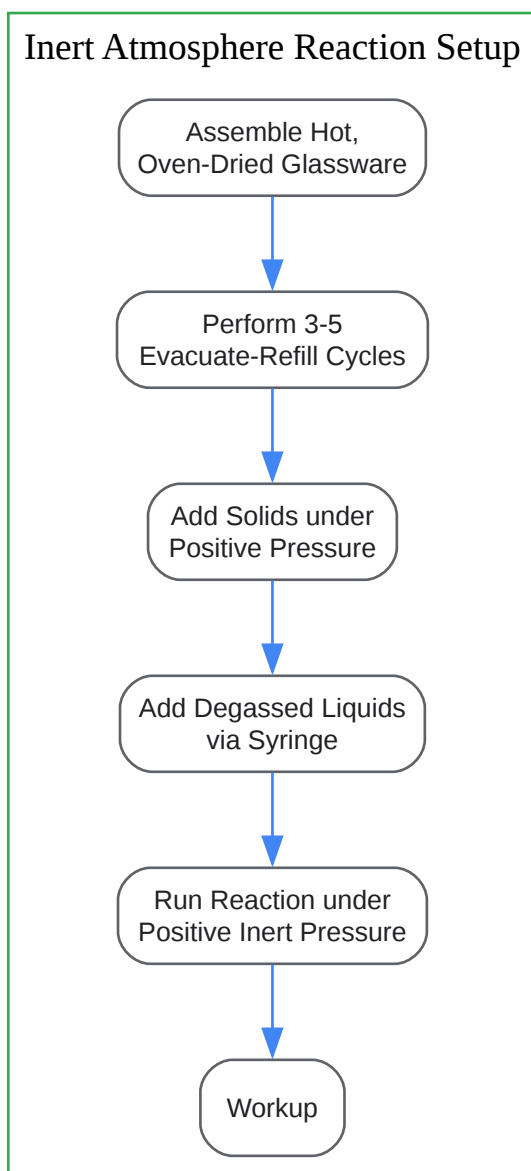 Inert Atmosphere Reaction Setup
Assemble Hot,
Oven-Dried Glassware
Perform 3-5
Evacuate-Refill Cycles
Add Solids under
Positive Pressure
Add Degassed Liquids
via Syringe
Run Reaction under
Positive Inert Pressure
Workup